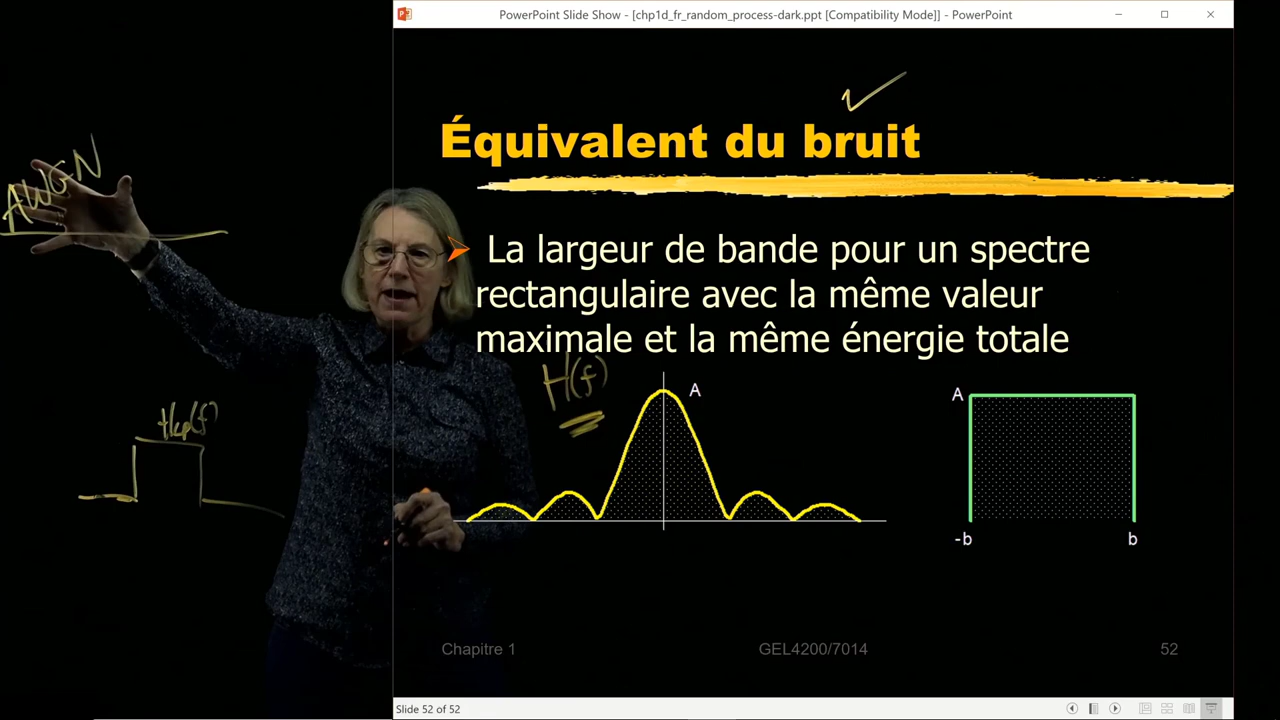 PowerPoint Slide Show - [chp1d_fr_random_process-dark.ppt [Compatibility Mode]] - PowerPoint
Équivalent du bruit
AWGN
La largeur de bande pour un spectre
rectangulaire avec la même valeur
maximale et la même énergie totale
H(f)
A
A
-b
b
Chapitre 1
GEL4200/7014
52
Slide 52 of 52